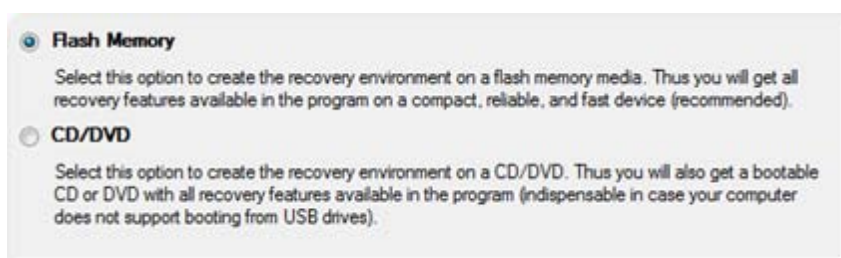 Flash Memory
Select this option to create the recovery environment on a flash memory media. Thus you will get all
recovery features available in the program on a compact, reliable, and fast device (recommended).
CD/DVD
Select this option to create the recovery environment on a CD/DVD. Thus you will also get a bootable
CD or DVD with all recovery features available in the program (indispensable in case your computer
does not support booting from USB drives).